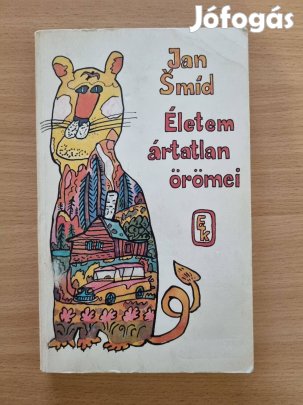 Jófogás
Jan
Šmíd
Életem
ártatlan
örömei
Ek